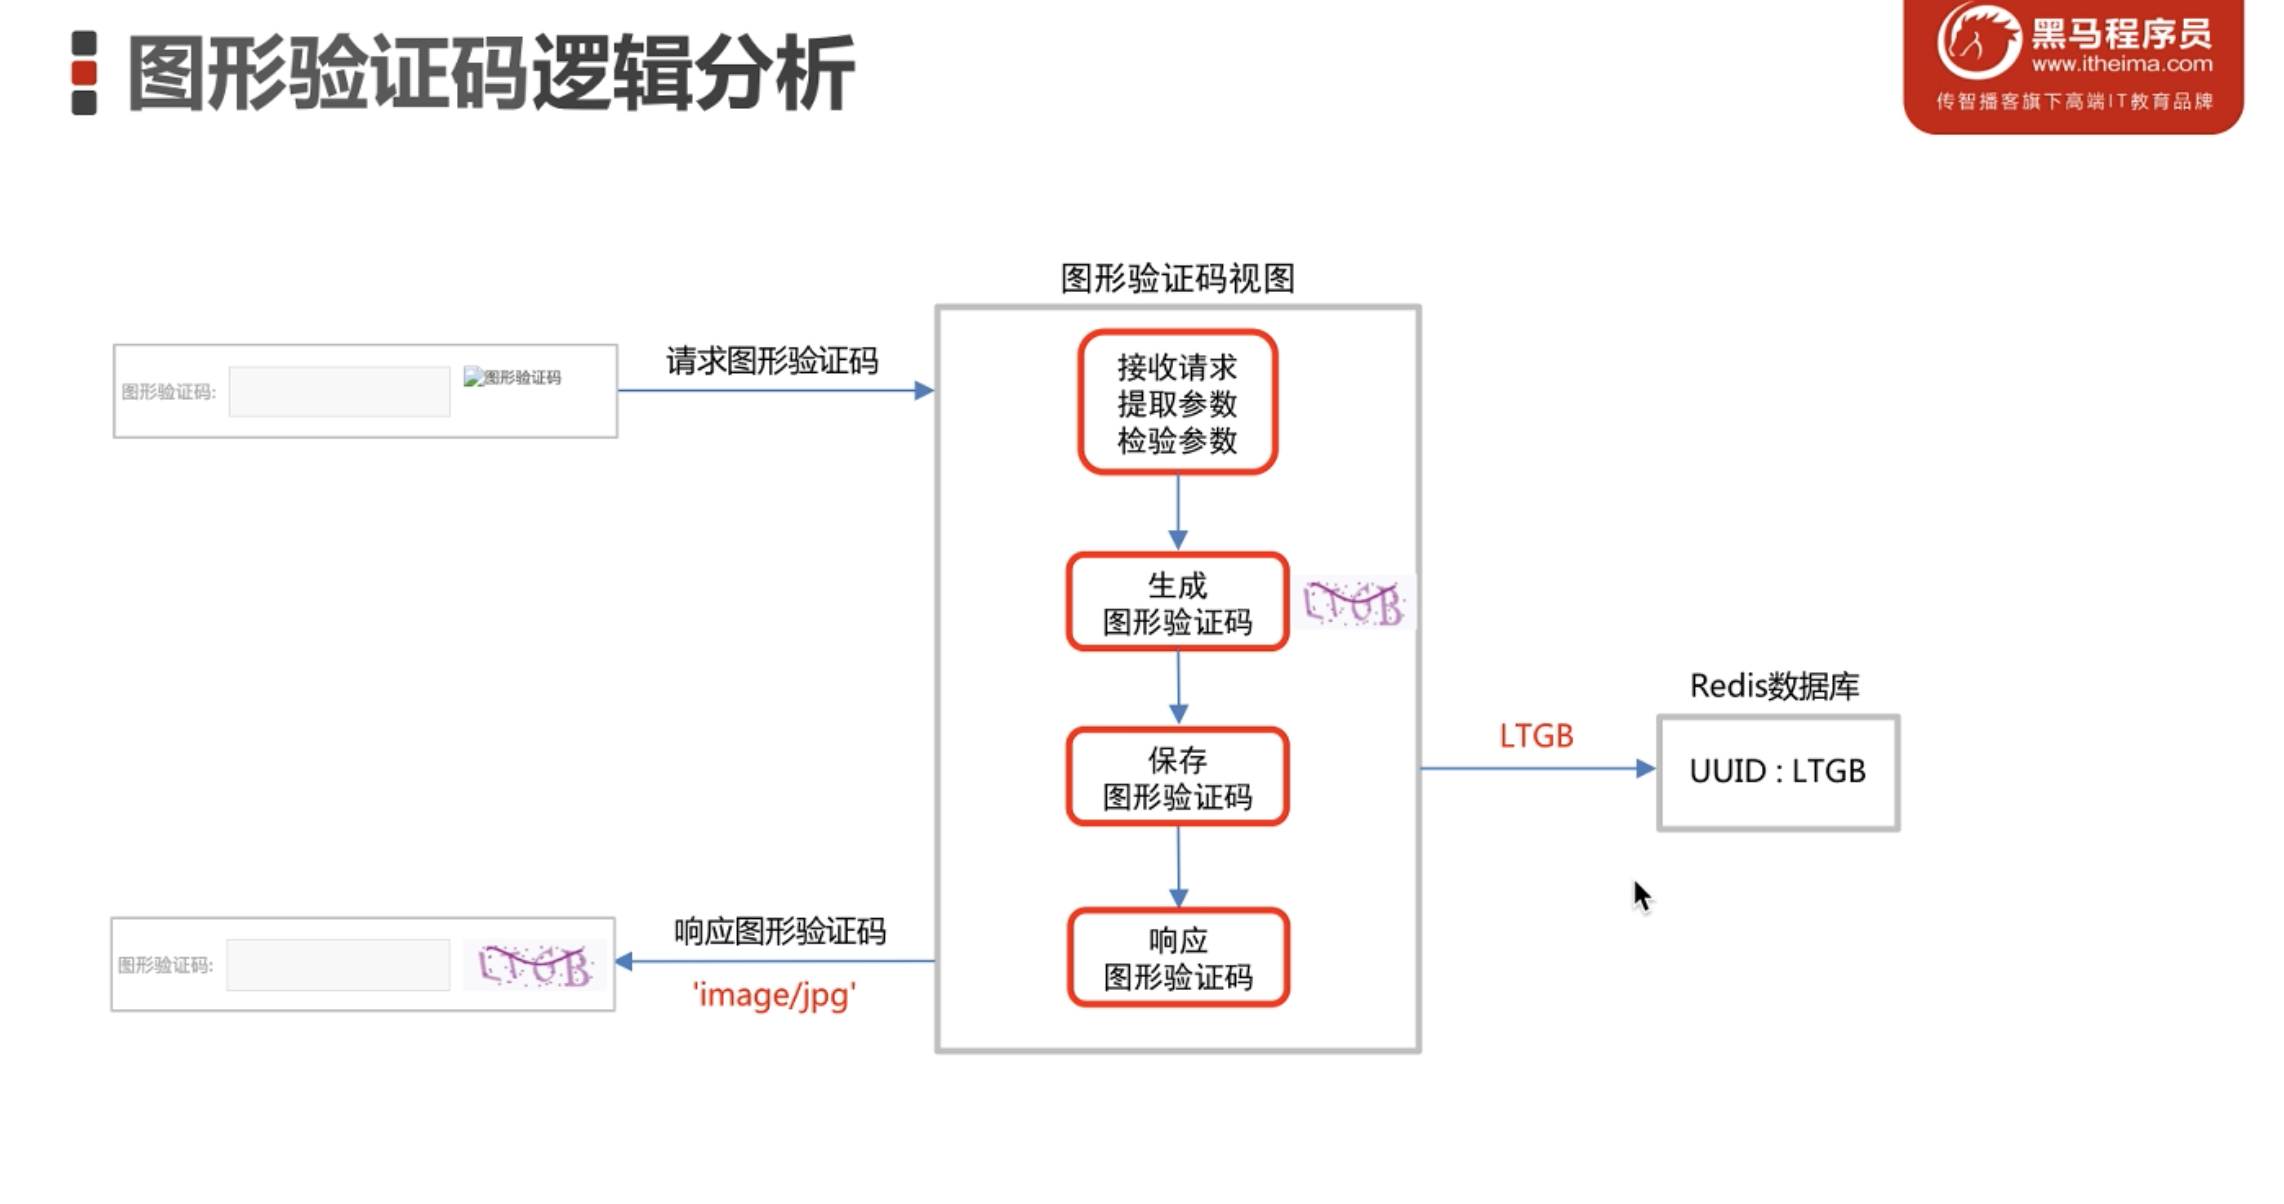 图形验证码逻辑分析
黑马程序员
www.itheima.com
传智播客旗下高端IT教育品牌
图形验证码视图
图形验证码:
图形验证码
请求图形验证码
接收请求
提取参数
检验参数
生成
图形验证码
LTGB
保存
图形验证码
LTGB
Redis数据库
UUID : LTGB
响应
图形验证码
响应图形验证码
'image/jpg'
图形验证码:
LTGB